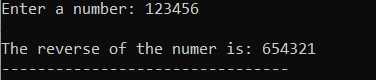 Enter a number: 123456
The reverse of the numer is: 654321
--------------------------------